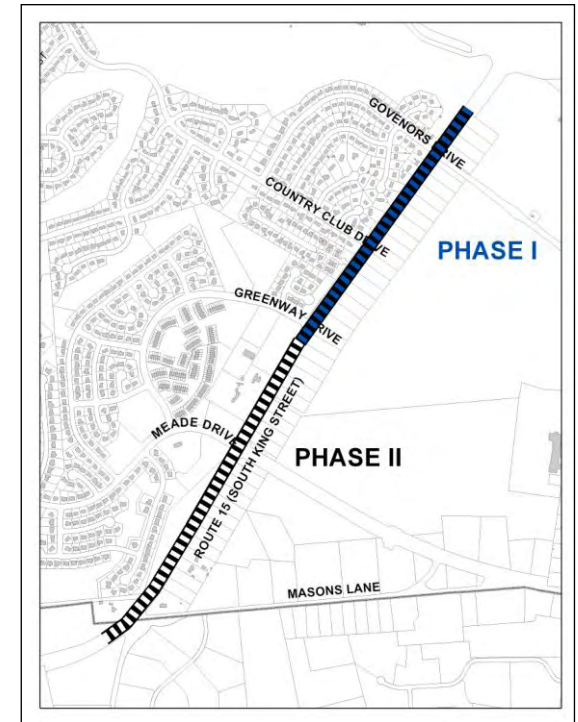 GOVENORS DRIVE
COUNTRY CLUB DRIVE
PHASE I
GREENWAY DRIVE
MEADE DRIVE
PHASE II
ROUTE 15 (SOUTH KING STREET)
MASONS LANE